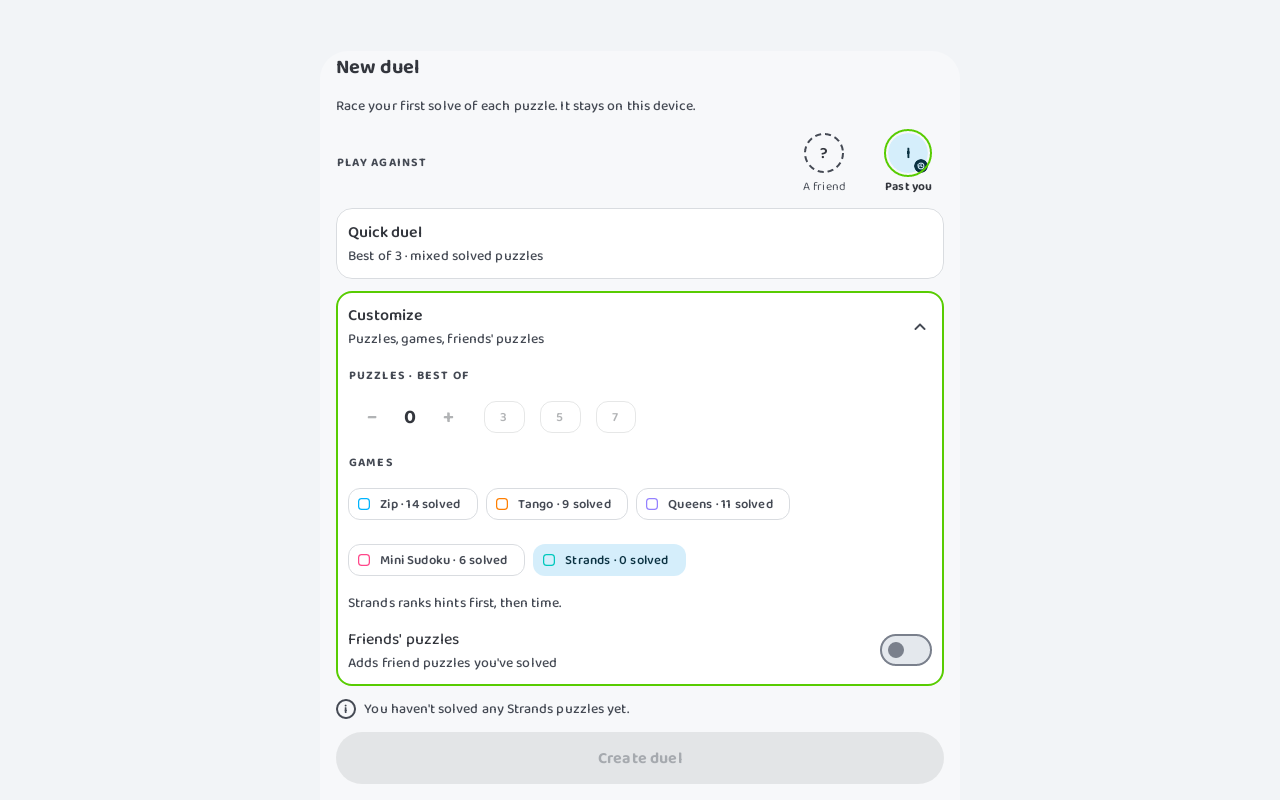 New duel
Race your first solve of each puzzle. It stays on this device.
PLAY AGAINST
?
I
A friend
Past you
Quick duel
Best of 3 · mixed solved puzzles
Customize
Puzzles, games, friends' puzzles
PUZZLES · BEST OF
− 0 + 3 5 7
GAMES
Zip · 14 solved Tango · 9 solved Queens · 11 solved
Mini Sudoku · 6 solved Strands · 0 solved
Strands ranks hints first, then time.
Friends' puzzles
Adds friend puzzles you've solved
You haven't solved any Strands puzzles yet.
Create duel